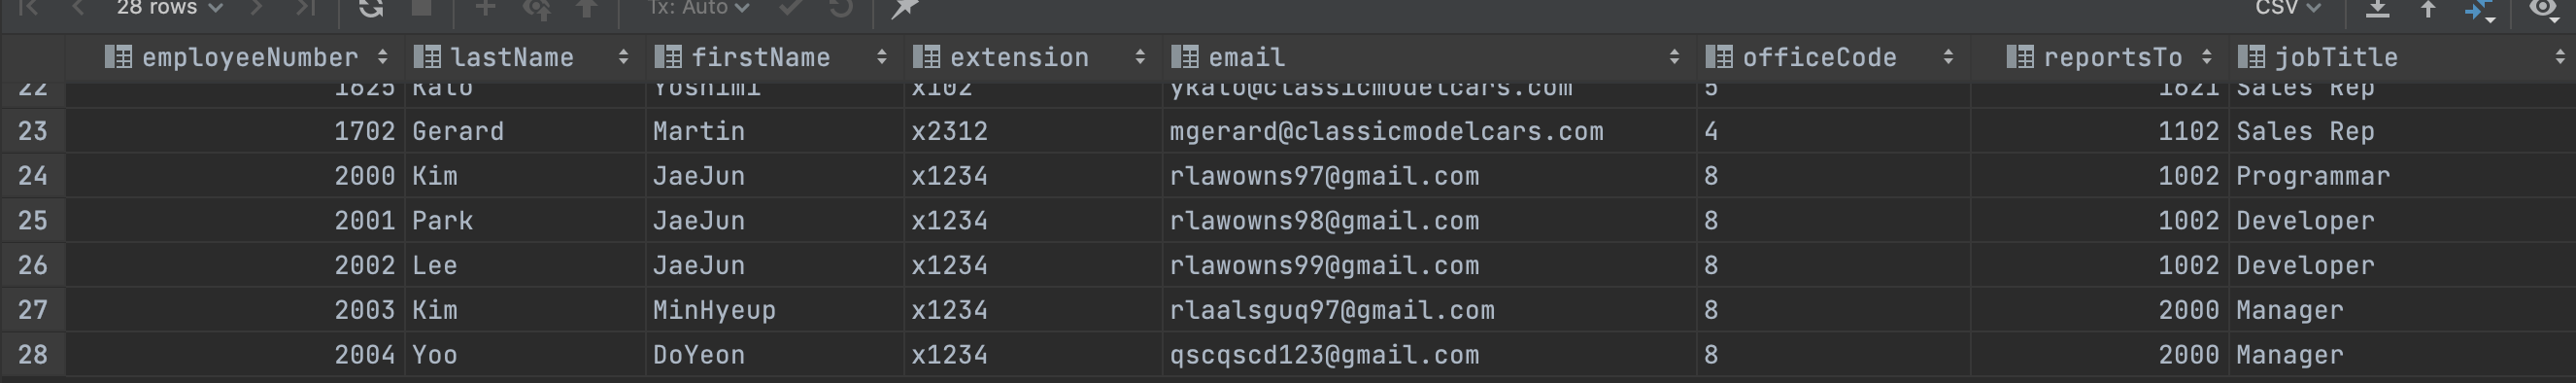 28 rows Tx: Auto CSV
employeeNumber lastName firstName extension email officeCode reportsTo jobTitle
22 1625 Kato Yoshimi x102 ykato@classicmodelcars.com 5 1621 Sales Rep
23 1702 Gerard Martin x2312 mgerard@classicmodelcars.com 4 1102 Sales Rep
24 2000 Kim JaeJun x1234 rlawowns97@gmail.com 8 1002 Programmar
25 2001 Park JaeJun x1234 rlawowns98@gmail.com 8 1002 Developer
26 2002 Lee JaeJun x1234 rlawowns99@gmail.com 8 1002 Developer
27 2003 Kim MinHyeup x1234 rlaalsguq97@gmail.com 8 2000 Manager
28 2004 Yoo DoYeon x1234 qscqscd123@gmail.com 8 2000 Manager